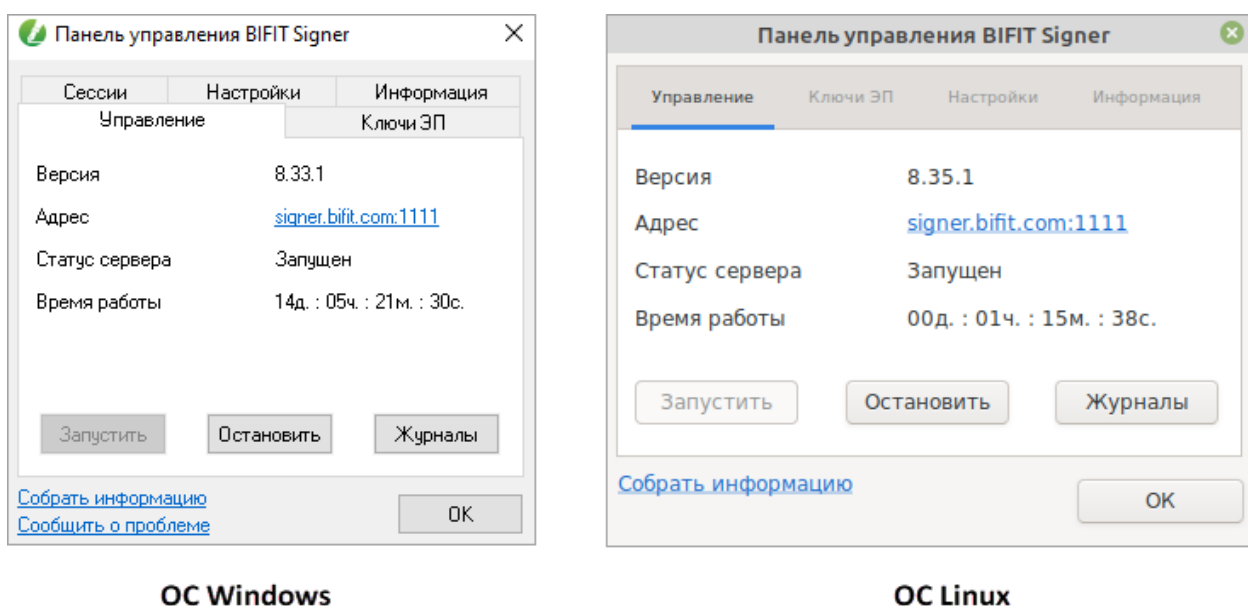 Панель управления BIFIT Signer
Сессии Настройки Информация
Управление Ключи ЭП
Версия 8.33.1
Адрес signer.bifit.com:1111
Статус сервера Запущен
Время работы 14д. : 05ч. : 21м. : 30с.
Запустить Остановить Журналы
Собрать информацию
Сообщить о проблеме
OK
ОС Windows
Панель управления BIFIT Signer
Управление Ключи ЭП Настройки Информация
Версия 8.35.1
Адрес signer.bifit.com:1111
Статус сервера Запущен
Время работы 00д. : 01ч. : 15м. : 38с.
Запустить Остановить Журналы
Собрать информацию
OK
ОС Linux